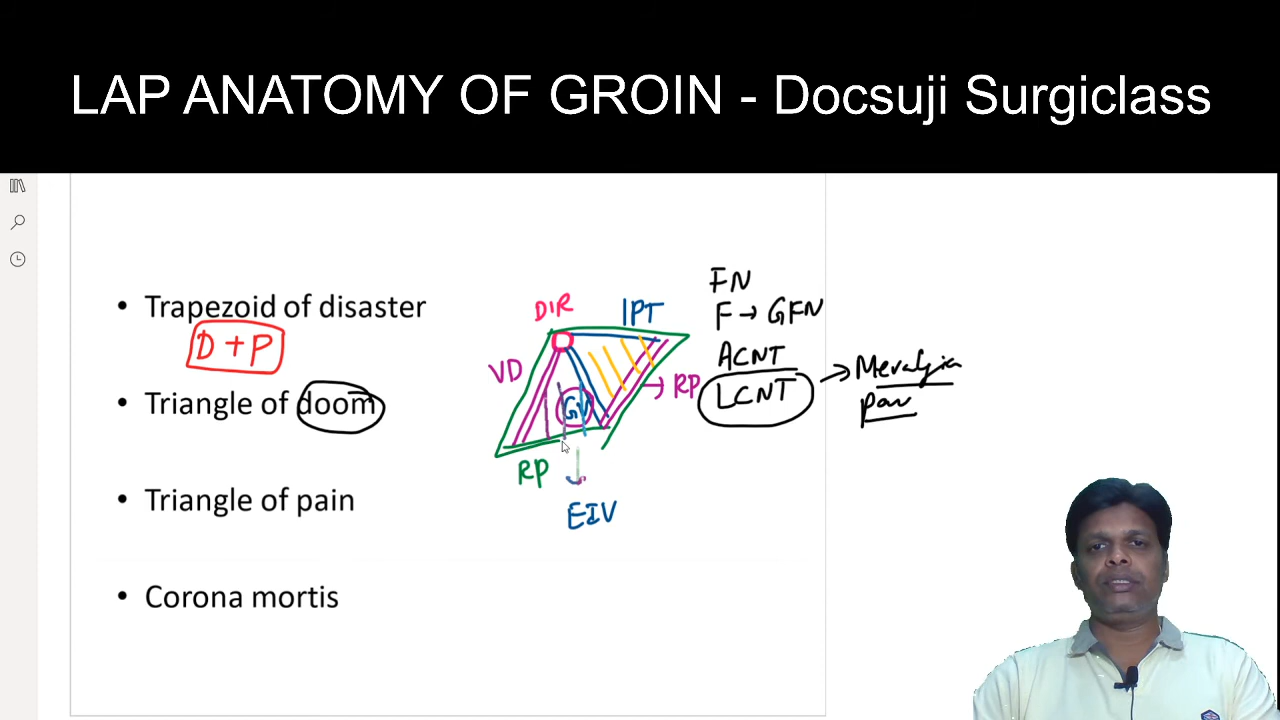 LAP ANATOMY OF GROIN - Docsuji Surgiclass
• Trapezoid of disaster
D + P
• Triangle of doom
• Triangle of pain
• Corona mortis
DIR
IPT
VD
GV
RP
RP
EIV
FN
F → GFN
ACNT
LCNT → Meralgia
par